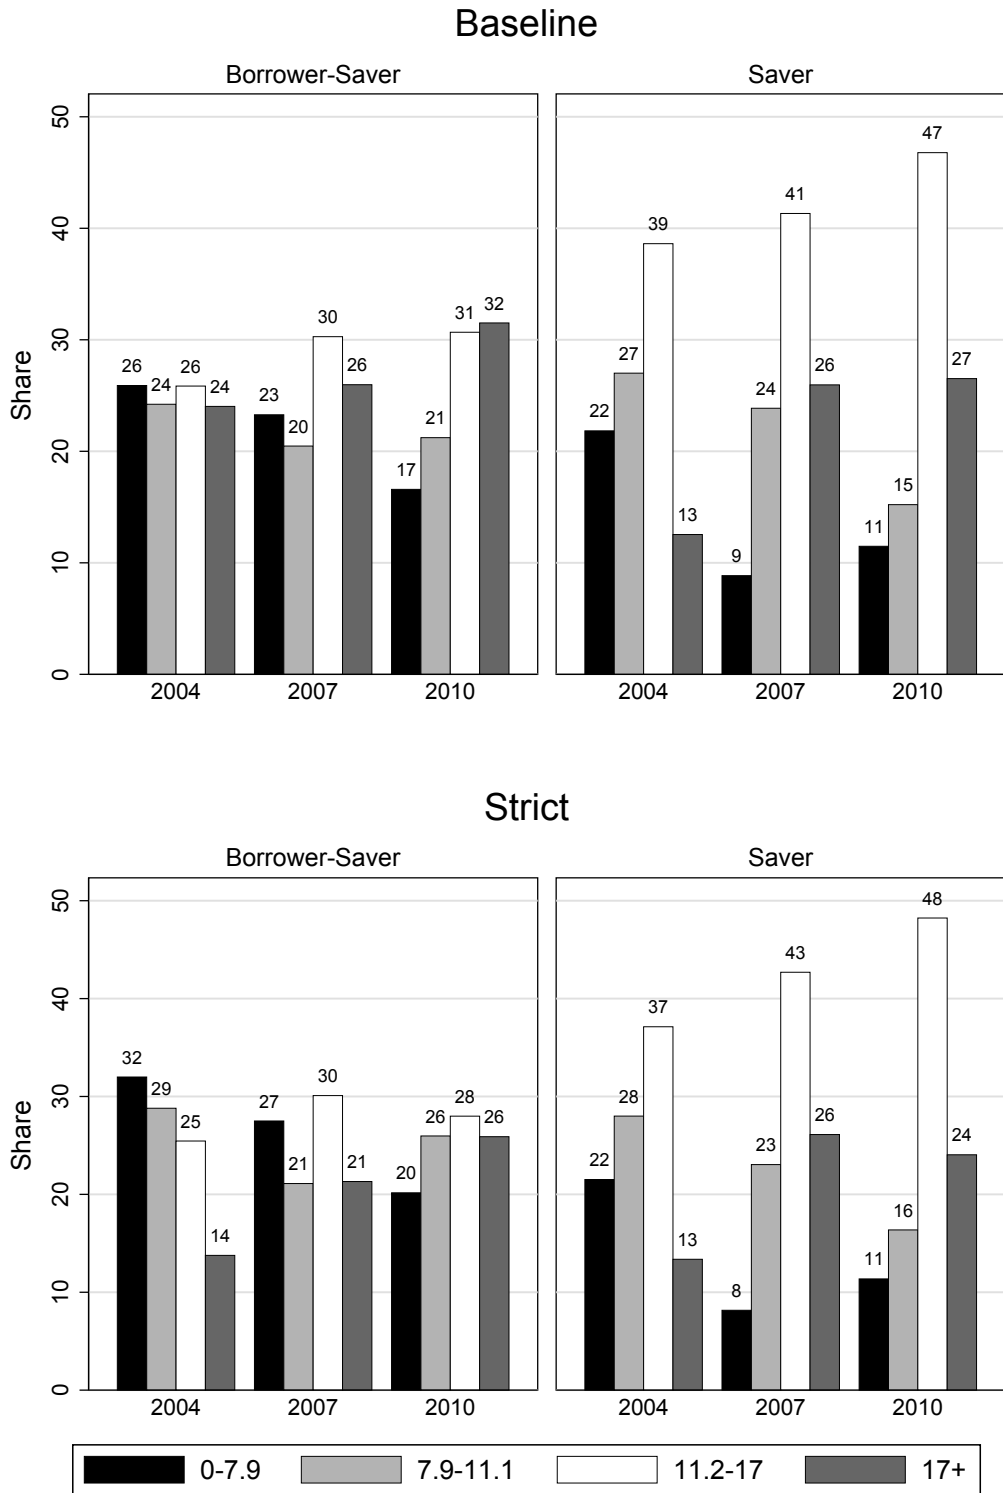 Baseline
Borrower-Saver
Saver
Share
50
40
30
20
10
0
26 24 26 24
23 20 30 26
17 21 31 32
22 27 39 13
9 24 41 26
11 15 47 27
2004 2007 2010
2004 2007 2010
Strict
Borrower-Saver
Saver
Share
50
40
30
20
10
0
32 29 25 14
27 21 30 21
20 26 28 26
22 28 37 13
8 23 43 26
11 16 48 24
2004 2007 2010
2004 2007 2010
0-7.9 7.9-11.1 11.2-17 17+